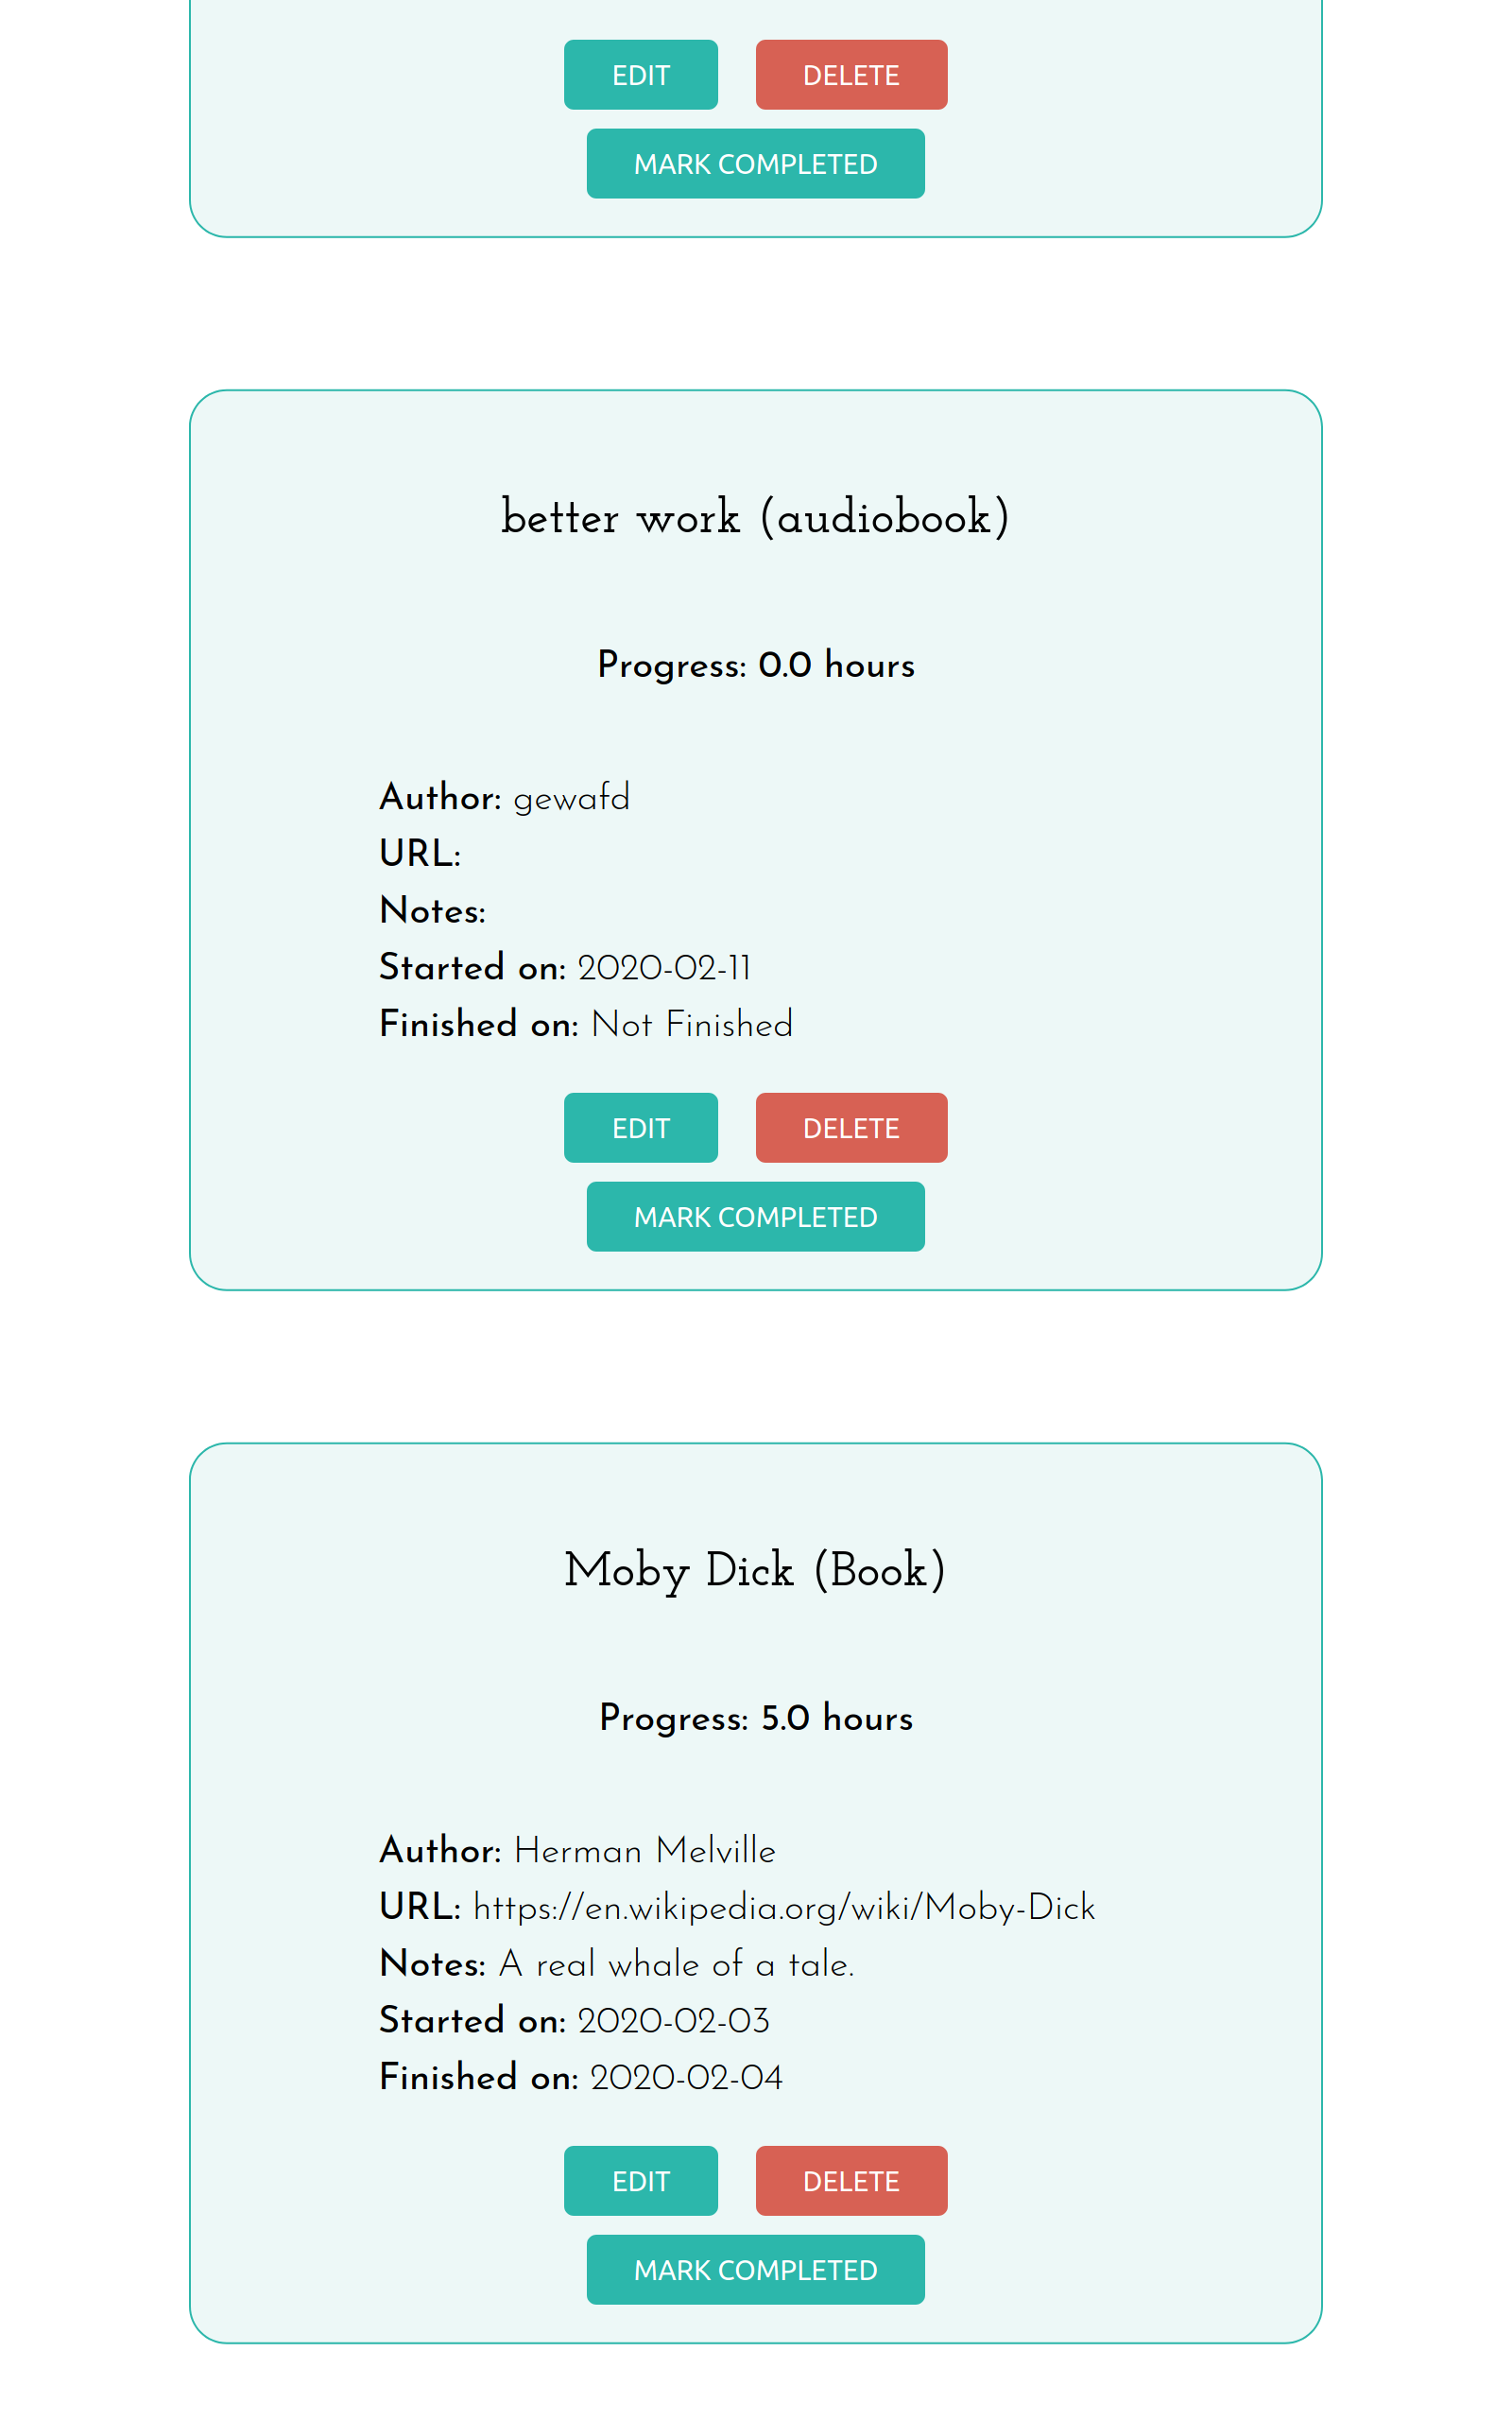 EDIT DELETE
MARK COMPLETED
better work (audiobook)
Progress: 0.0 hours
Author: gewafd
URL:
Notes:
Started on: 2020-02-11
Finished on: Not Finished
EDIT DELETE
MARK COMPLETED
Moby Dick (Book)
Progress: 5.0 hours
Author: Herman Melville
URL: https://en.wikipedia.org/wiki/Moby-Dick
Notes: A real whale of a tale.
Started on: 2020-02-03
Finished on: 2020-02-04
EDIT DELETE
MARK COMPLETED